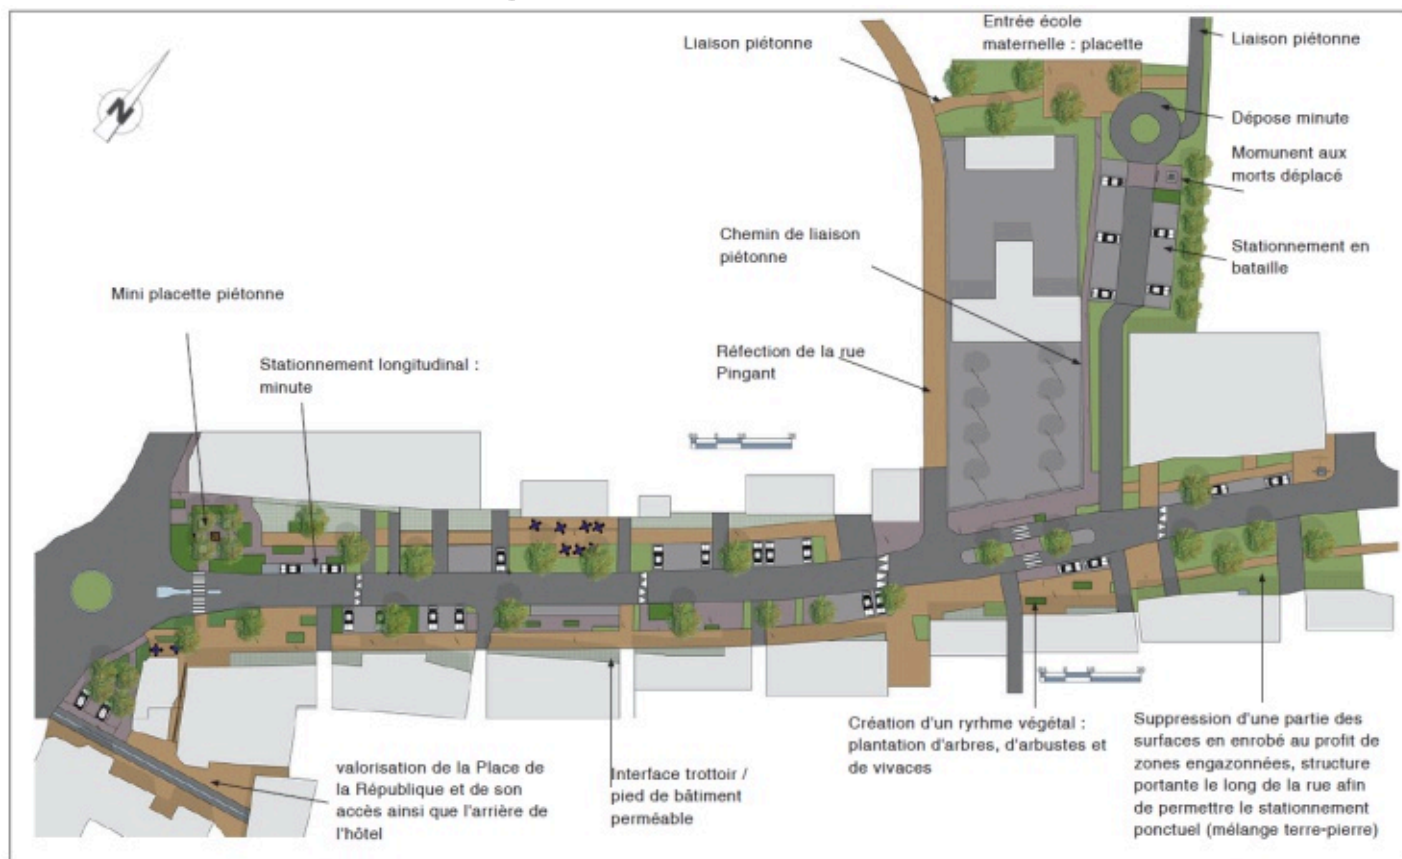 Liaison piétonne
Entrée école
maternelle : placette
Liaison piétonne
Dépose minute
Momunent aux
morts déplacé
Chemin de liaison
piétonne
Stationnement en
bataille
Mini placette piétonne
Stationnement longitudinal :
minute
Réfection de la rue
Pingant
N
valorisation de la Place de
la République et de son
accès ainsi que l'arrière de
l'hôtel
Interface trottoir /
pied de bâtiment
perméable
Création d'un ryrhme végétal :
plantation d'arbres, d'arbustes et
de vivaces
Suppression d'une partie des
surfaces en enrobé au profit de
zones engazonnées, structure
portante le long de la rue afin
de permettre le stationnement
ponctuel (mélange terre-pierre)